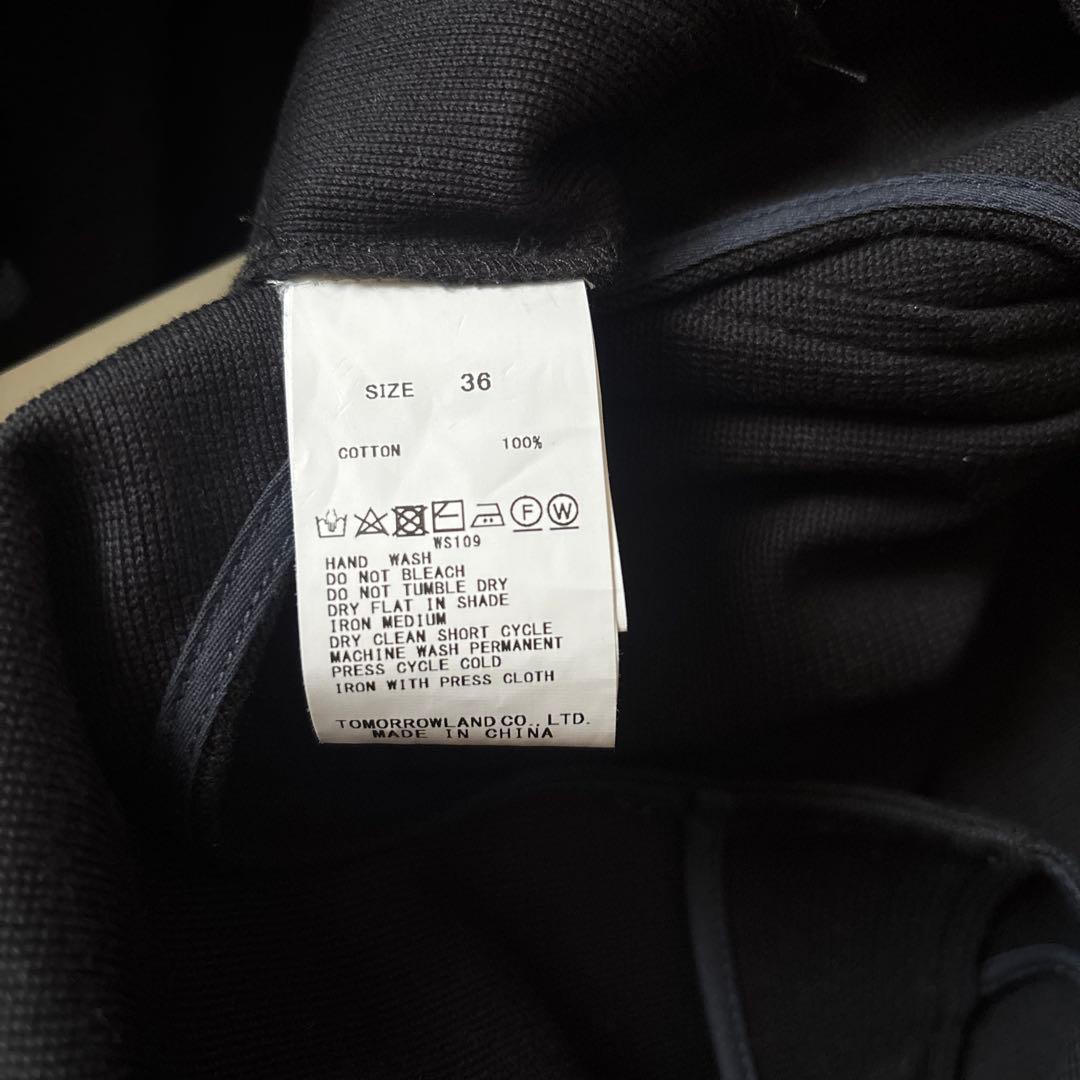 SIZE 36
COTTON 100%
F W
WS109
HAND WASH
DO NOT BLEACH
DO NOT TUMBLE DRY
DRY FLAT IN SHADE
IRON MEDIUM
DRY CLEAN SHORT CYCLE
MACHINE WASH PERMANENT
PRESS CYCLE COLD
IRON WITH PRESS CLOTH
TOMORROWLAND CO., LTD.
MADE IN CHINA